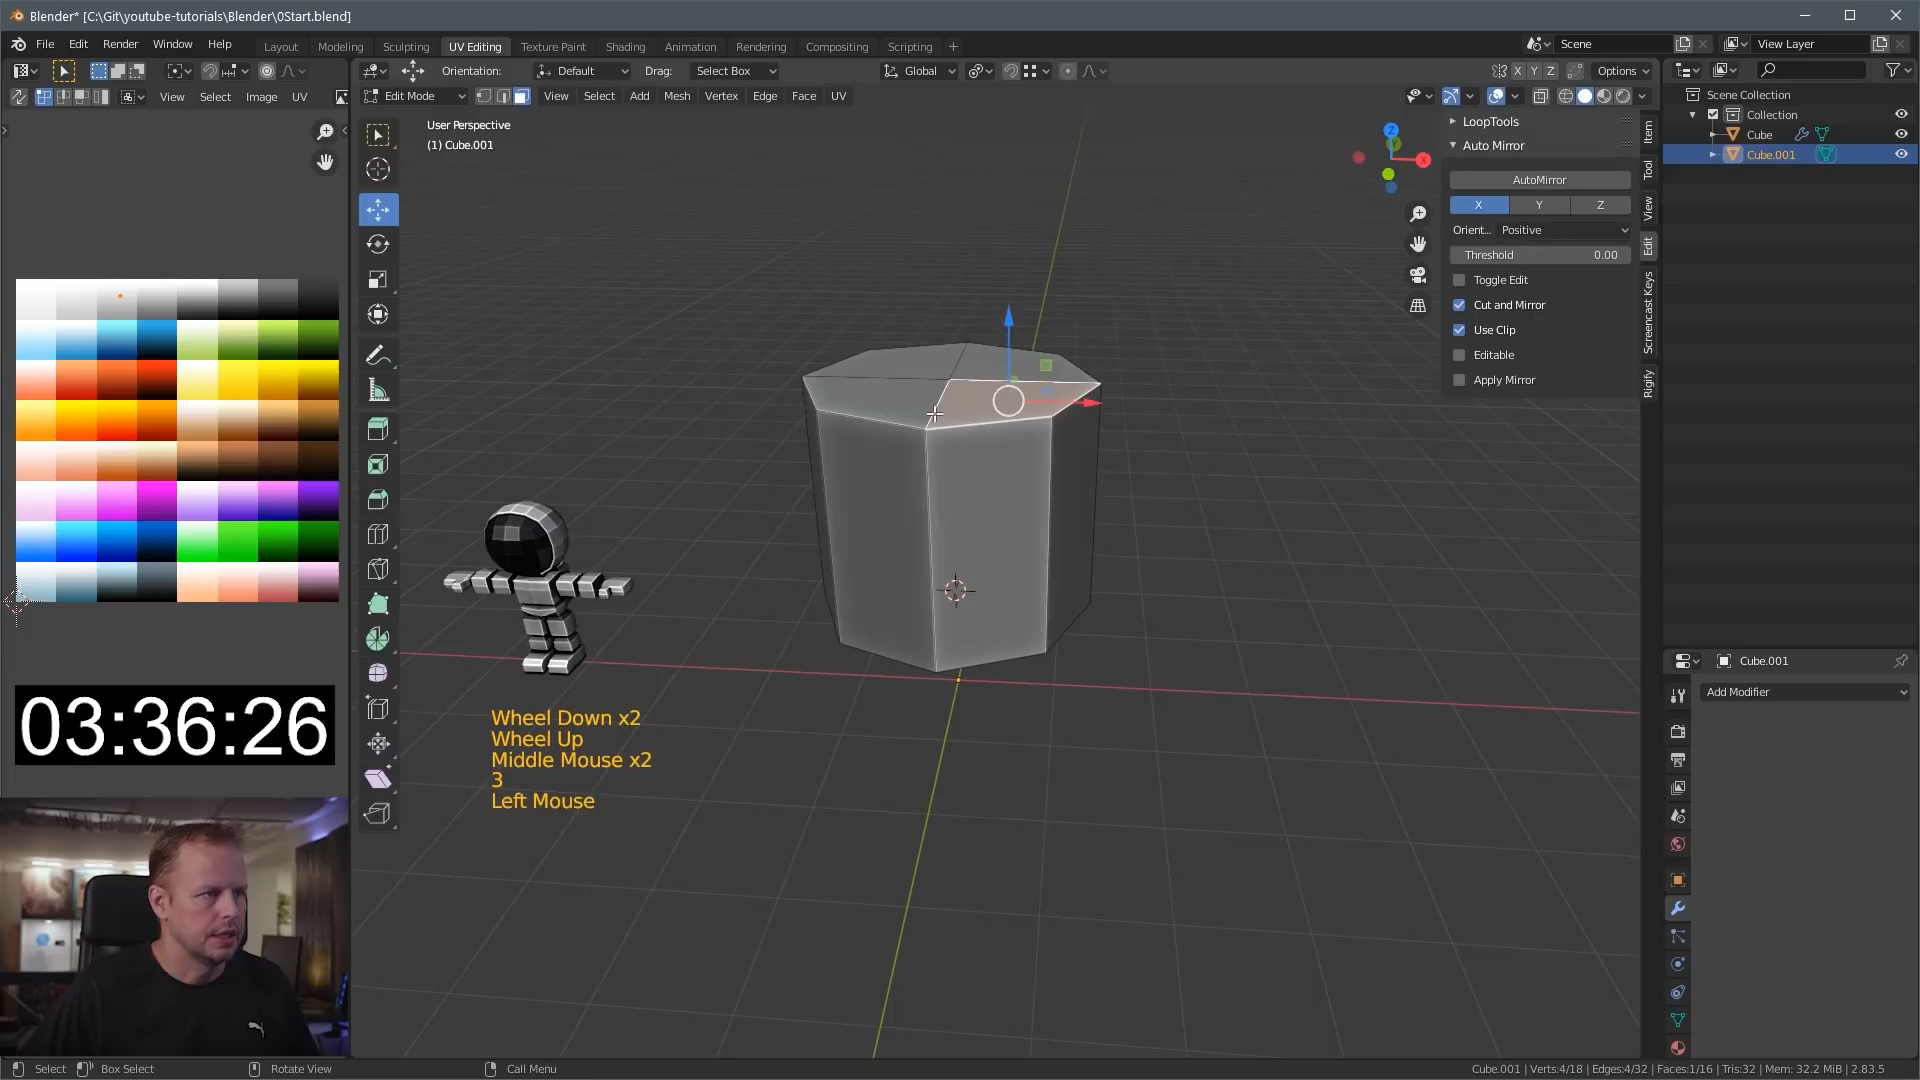 Blender* [C:\Git\youtube-tutorials\Blender\0Start.blend]
File Edit Render Window Help
Layout Modeling Sculpting UV Editing Texture Paint Shading Animation Rendering Compositing Scripting +
Scene
View Layer
Orientation: Default Drag: Select Box
Global
X Y Z Options
View Select Image UV
Edit Mode
View Select Add Mesh Vertex Edge Face UV
User Perspective
(1) Cube.001
Z
Y
X
LoopTools
Auto Mirror
AutoMirror
X Y Z
Orient... Positive
Threshold 0.00
Toggle Edit
Cut and Mirror
Use Clip
Editable
Apply Mirror
Item
Tool
View
Edit
Screencast Keys
Rigify
Scene Collection
Collection
Cube
Cube.001
Cube.001
Add Modifier
03:36:26
Wheel Down x2
Wheel Up
Middle Mouse x2
3
Left Mouse
Select Box Select Rotate View Call Menu
Cube.001 | Verts:4/18 | Edges:4/32 | Faces:1/16 | Tris:32 | Mem: 32.2 MiB | 2.83.5